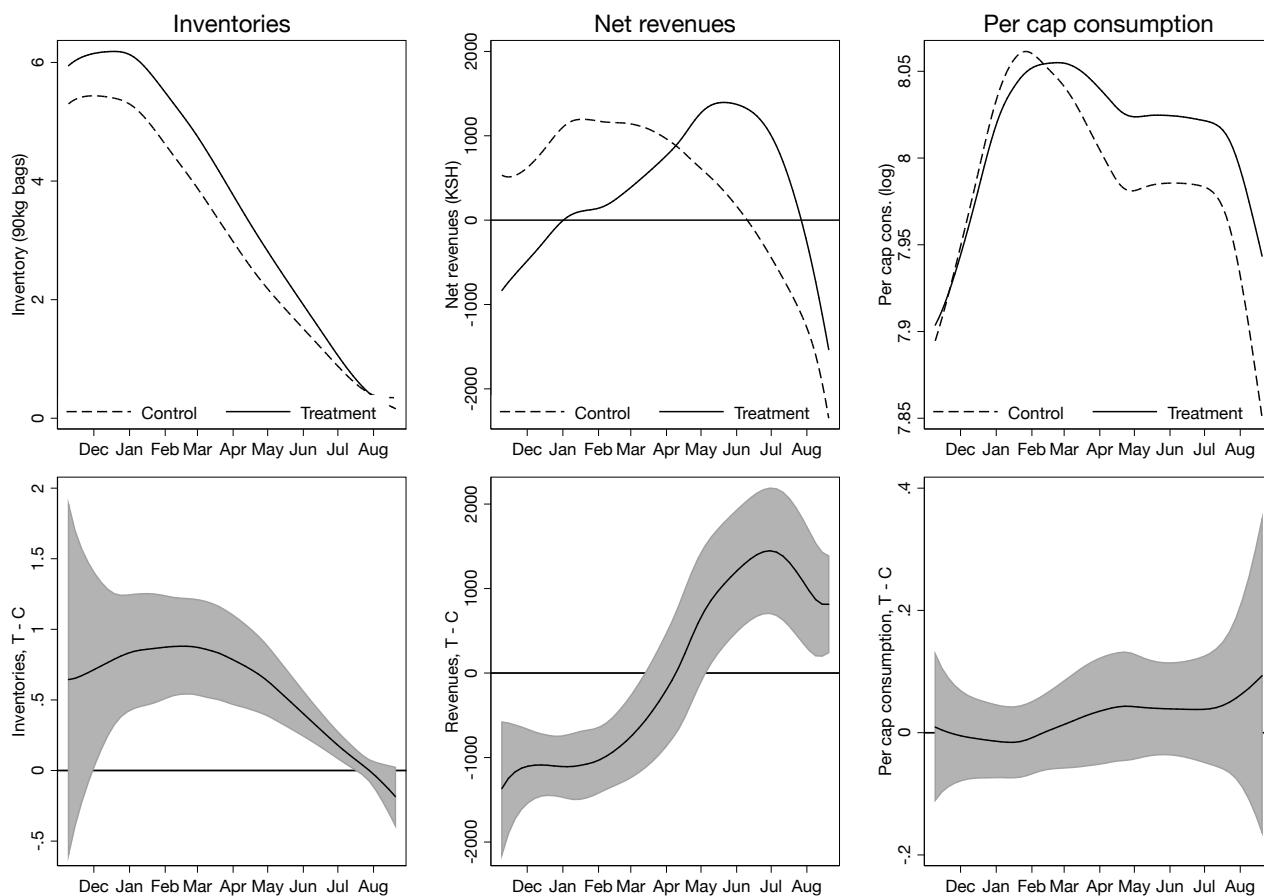 Inventories
Inventory (90kg bags)
6
4
2
0
Control
Treatment
Dec Jan Feb Mar Apr May Jun Jul Aug
Net revenues
Net revenues (KSH)
2000
1000
0
-1000
-2000
Control
Treatment
Dec Jan Feb Mar Apr May Jun Jul Aug
Per cap consumption
Per cap cons. (log)
8.05
8
7.95
7.9
7.85
Control
Treatment
Dec Jan Feb Mar Apr May Jun Jul Aug
Inventories, T - C
2
1.5
1
.5
0
-.5
Dec Jan Feb Mar Apr May Jun Jul Aug
Revenues, T - C
2000
1000
0
-1000
-2000
Dec Jan Feb Mar Apr May Jun Jul Aug
Per cap consumption, T - C
.4
.2
0
-.2
Dec Jan Feb Mar Apr May Jun Jul Aug